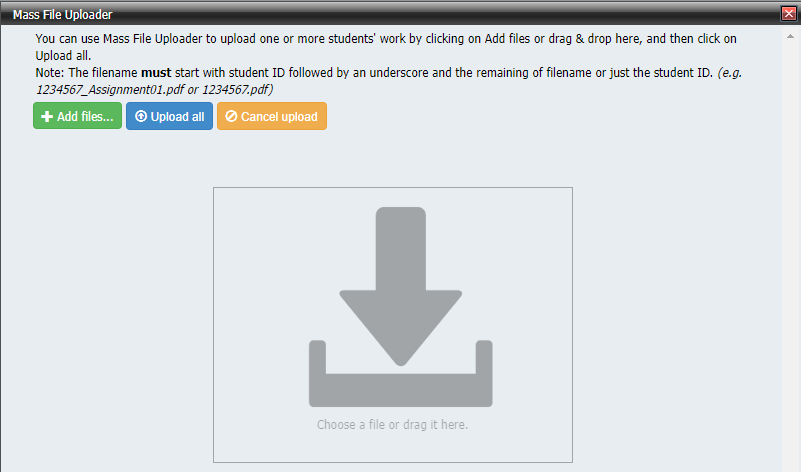 Mass File Uploader
You can use Mass File Uploader to upload one or more students' work by clicking on Add files or drag & drop here, and then click on
Upload all.
Note: The filename must start with student ID followed by an underscore and the remaining of filename or just the student ID. (e.g.
1234567_Assignment01.pdf or 1234567.pdf)
Add files... Upload all Cancel upload
Choose a file or drag it here.